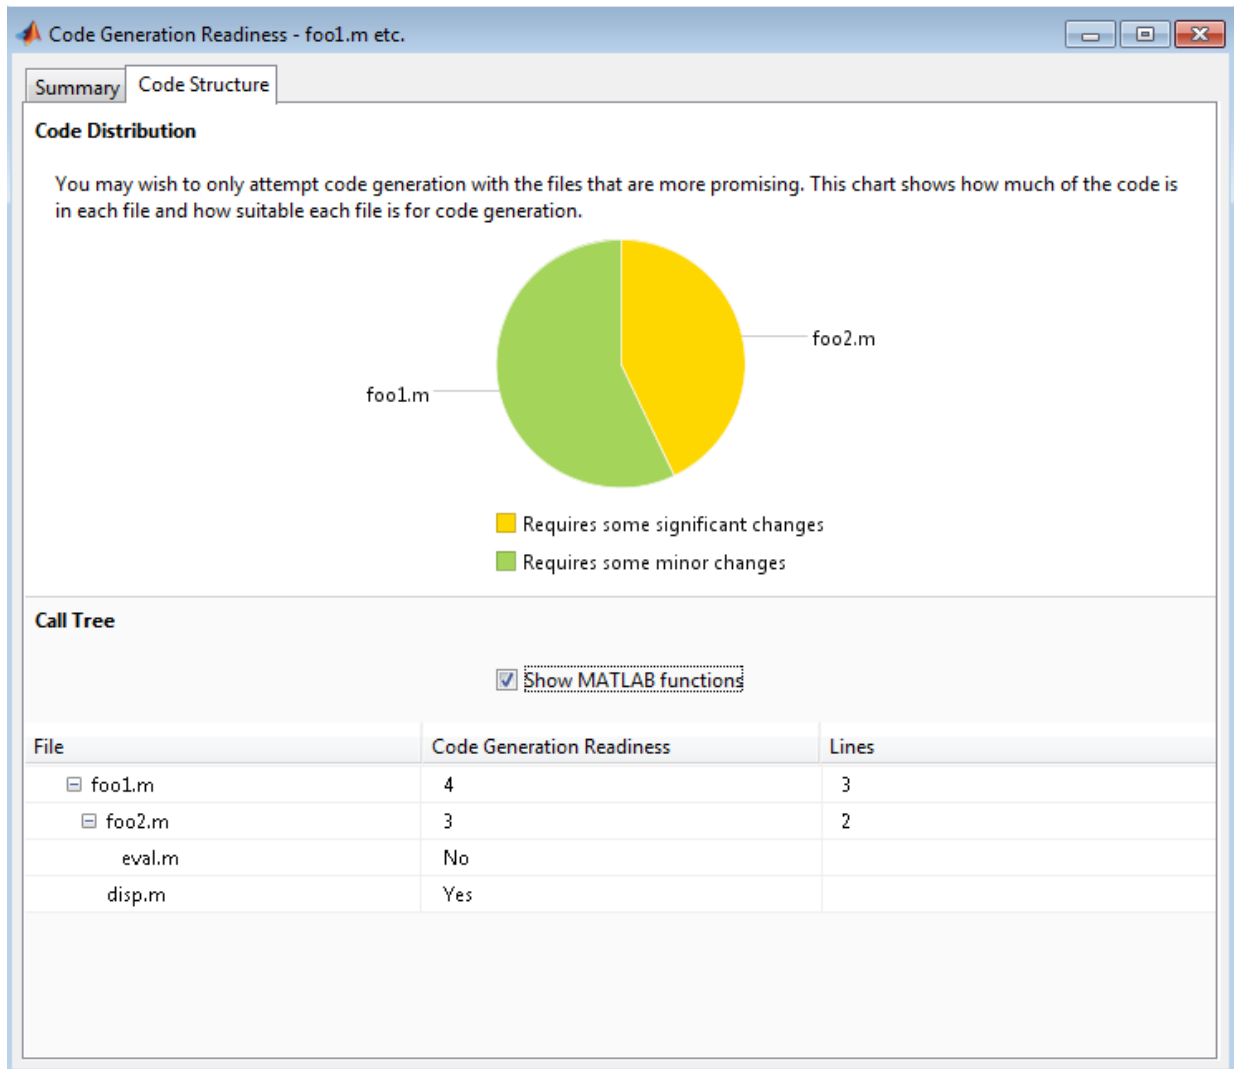 Code Generation Readiness - foo1.m etc.
Summary
Code Structure
Code Distribution
You may wish to only attempt code generation with the files that are more promising. This chart shows how much of the code is
in each file and how suitable each file is for code generation.
foo2.m
foo1.m
Requires some significant changes
Requires some minor changes
Call Tree
Show MATLAB functions
File Code Generation Readiness Lines
foo1.m 4 3
foo2.m 3 2
eval.m No
disp.m Yes